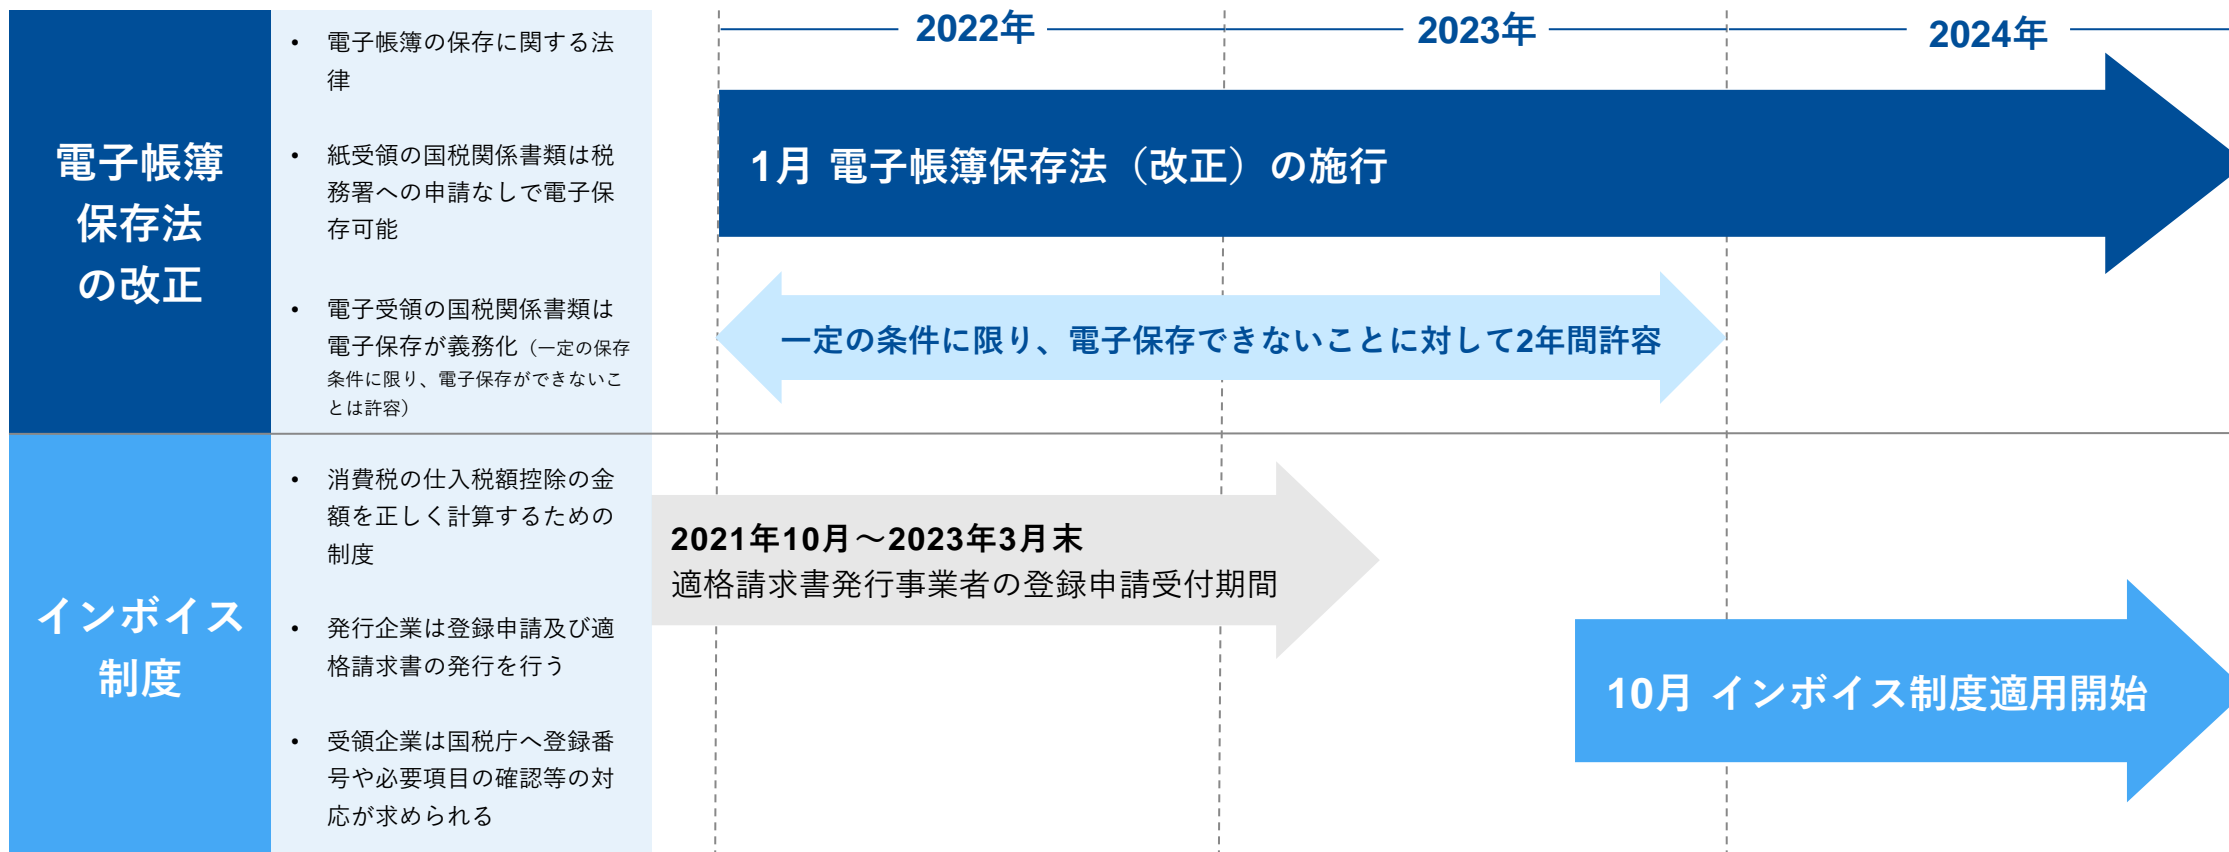 2022年
2023年
2024年
電子帳簿
保存法
の改正
• 電子帳簿の保存に関する法
律
• 紙受領の国税関係書類は税
務署への申請なしで電子保
存可能
• 電子受領の国税関係書類は
電子保存が義務化（一定の保存
条件に限り、電子保存ができないこ
とは許容）
1月 電子帳簿保存法（改正）の施行
一定の条件に限り、電子保存できないことに対して2年間許容
インボイス
制度
• 消費税の仕入税額控除の金
額を正しく計算するための
制度
• 発行企業は登録申請及び適
格請求書の発行を行う
• 受領企業は国税庁へ登録番
号や必要項目の確認等の対
応が求められる
2021年10月～2023年3月末
適格請求書発行事業者の登録申請受付期間
10月 インボイス制度適用開始